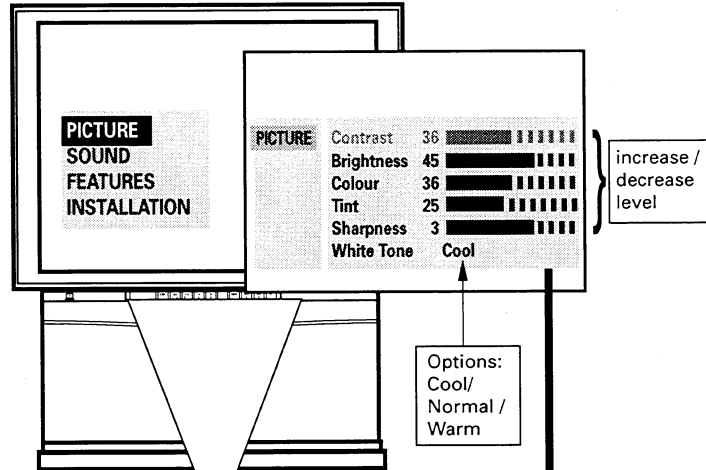 PICTURE
SOUND
FEATURES
INSTALLATION
PICTURE
Contrast 36
Brightness 45
Colour 36
Tint 25
Sharpness 3
White Tone Cool
increase /
decrease
level
Options:
Cool/
Normal /
Warm